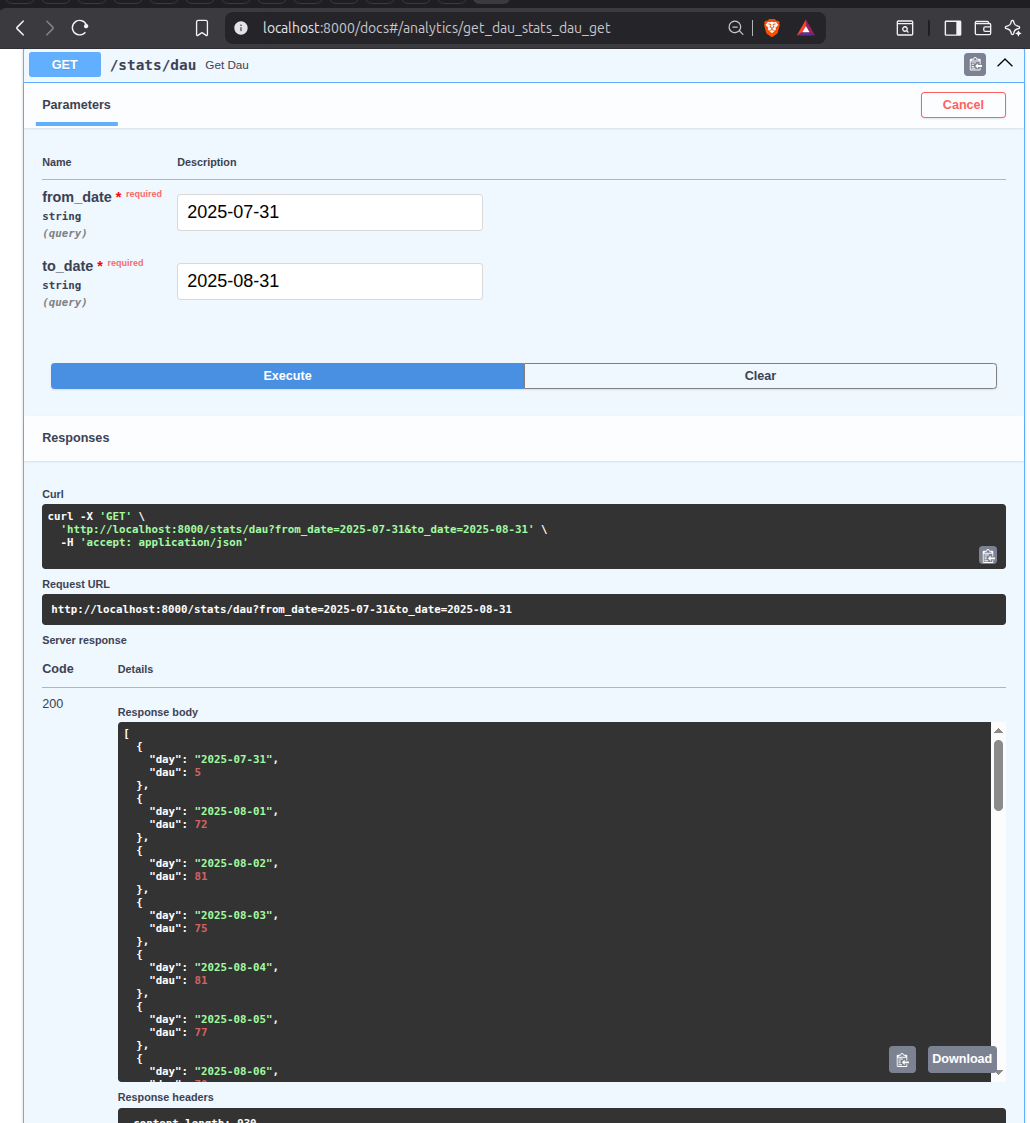 localhost:8000/docs#/analytics/get_dau_stats_dau_get
GET /stats/dau Get Dau
Parameters
Cancel
Name Description
from_date * required
string
(query)
2025-07-31
to_date * required
string
(query)
2025-08-31
Execute Clear
Responses
Curl
curl -X 'GET' \
'http://localhost:8000/stats/dau?from_date=2025-07-31&to_date=2025-08-31' \
-H 'accept: application/json'
Request URL
http://localhost:8000/stats/dau?from_date=2025-07-31&to_date=2025-08-31
Server response
Code Details
200
Response body
[
{
"day": "2025-07-31",
"dau": 5
},
{
"day": "2025-08-01",
"dau": 72
},
{
"day": "2025-08-02",
"dau": 81
},
{
"day": "2025-08-03",
"dau": 75
},
{
"day": "2025-08-04",
"dau": 81
},
{
"day": "2025-08-05",
"dau": 77
},
{
"day": "2025-08-06",
"dau":
Download
Response headers
content-length: 930